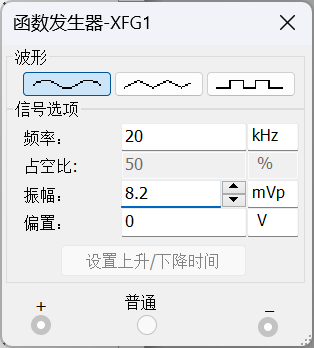 函数发生器-XFG1
波形
信号选项
频率： 20 kHz
占空比： 50 %
振幅： 8.2 mVp
偏置： 0 V
设置上升/下降时间
+ 普通 −